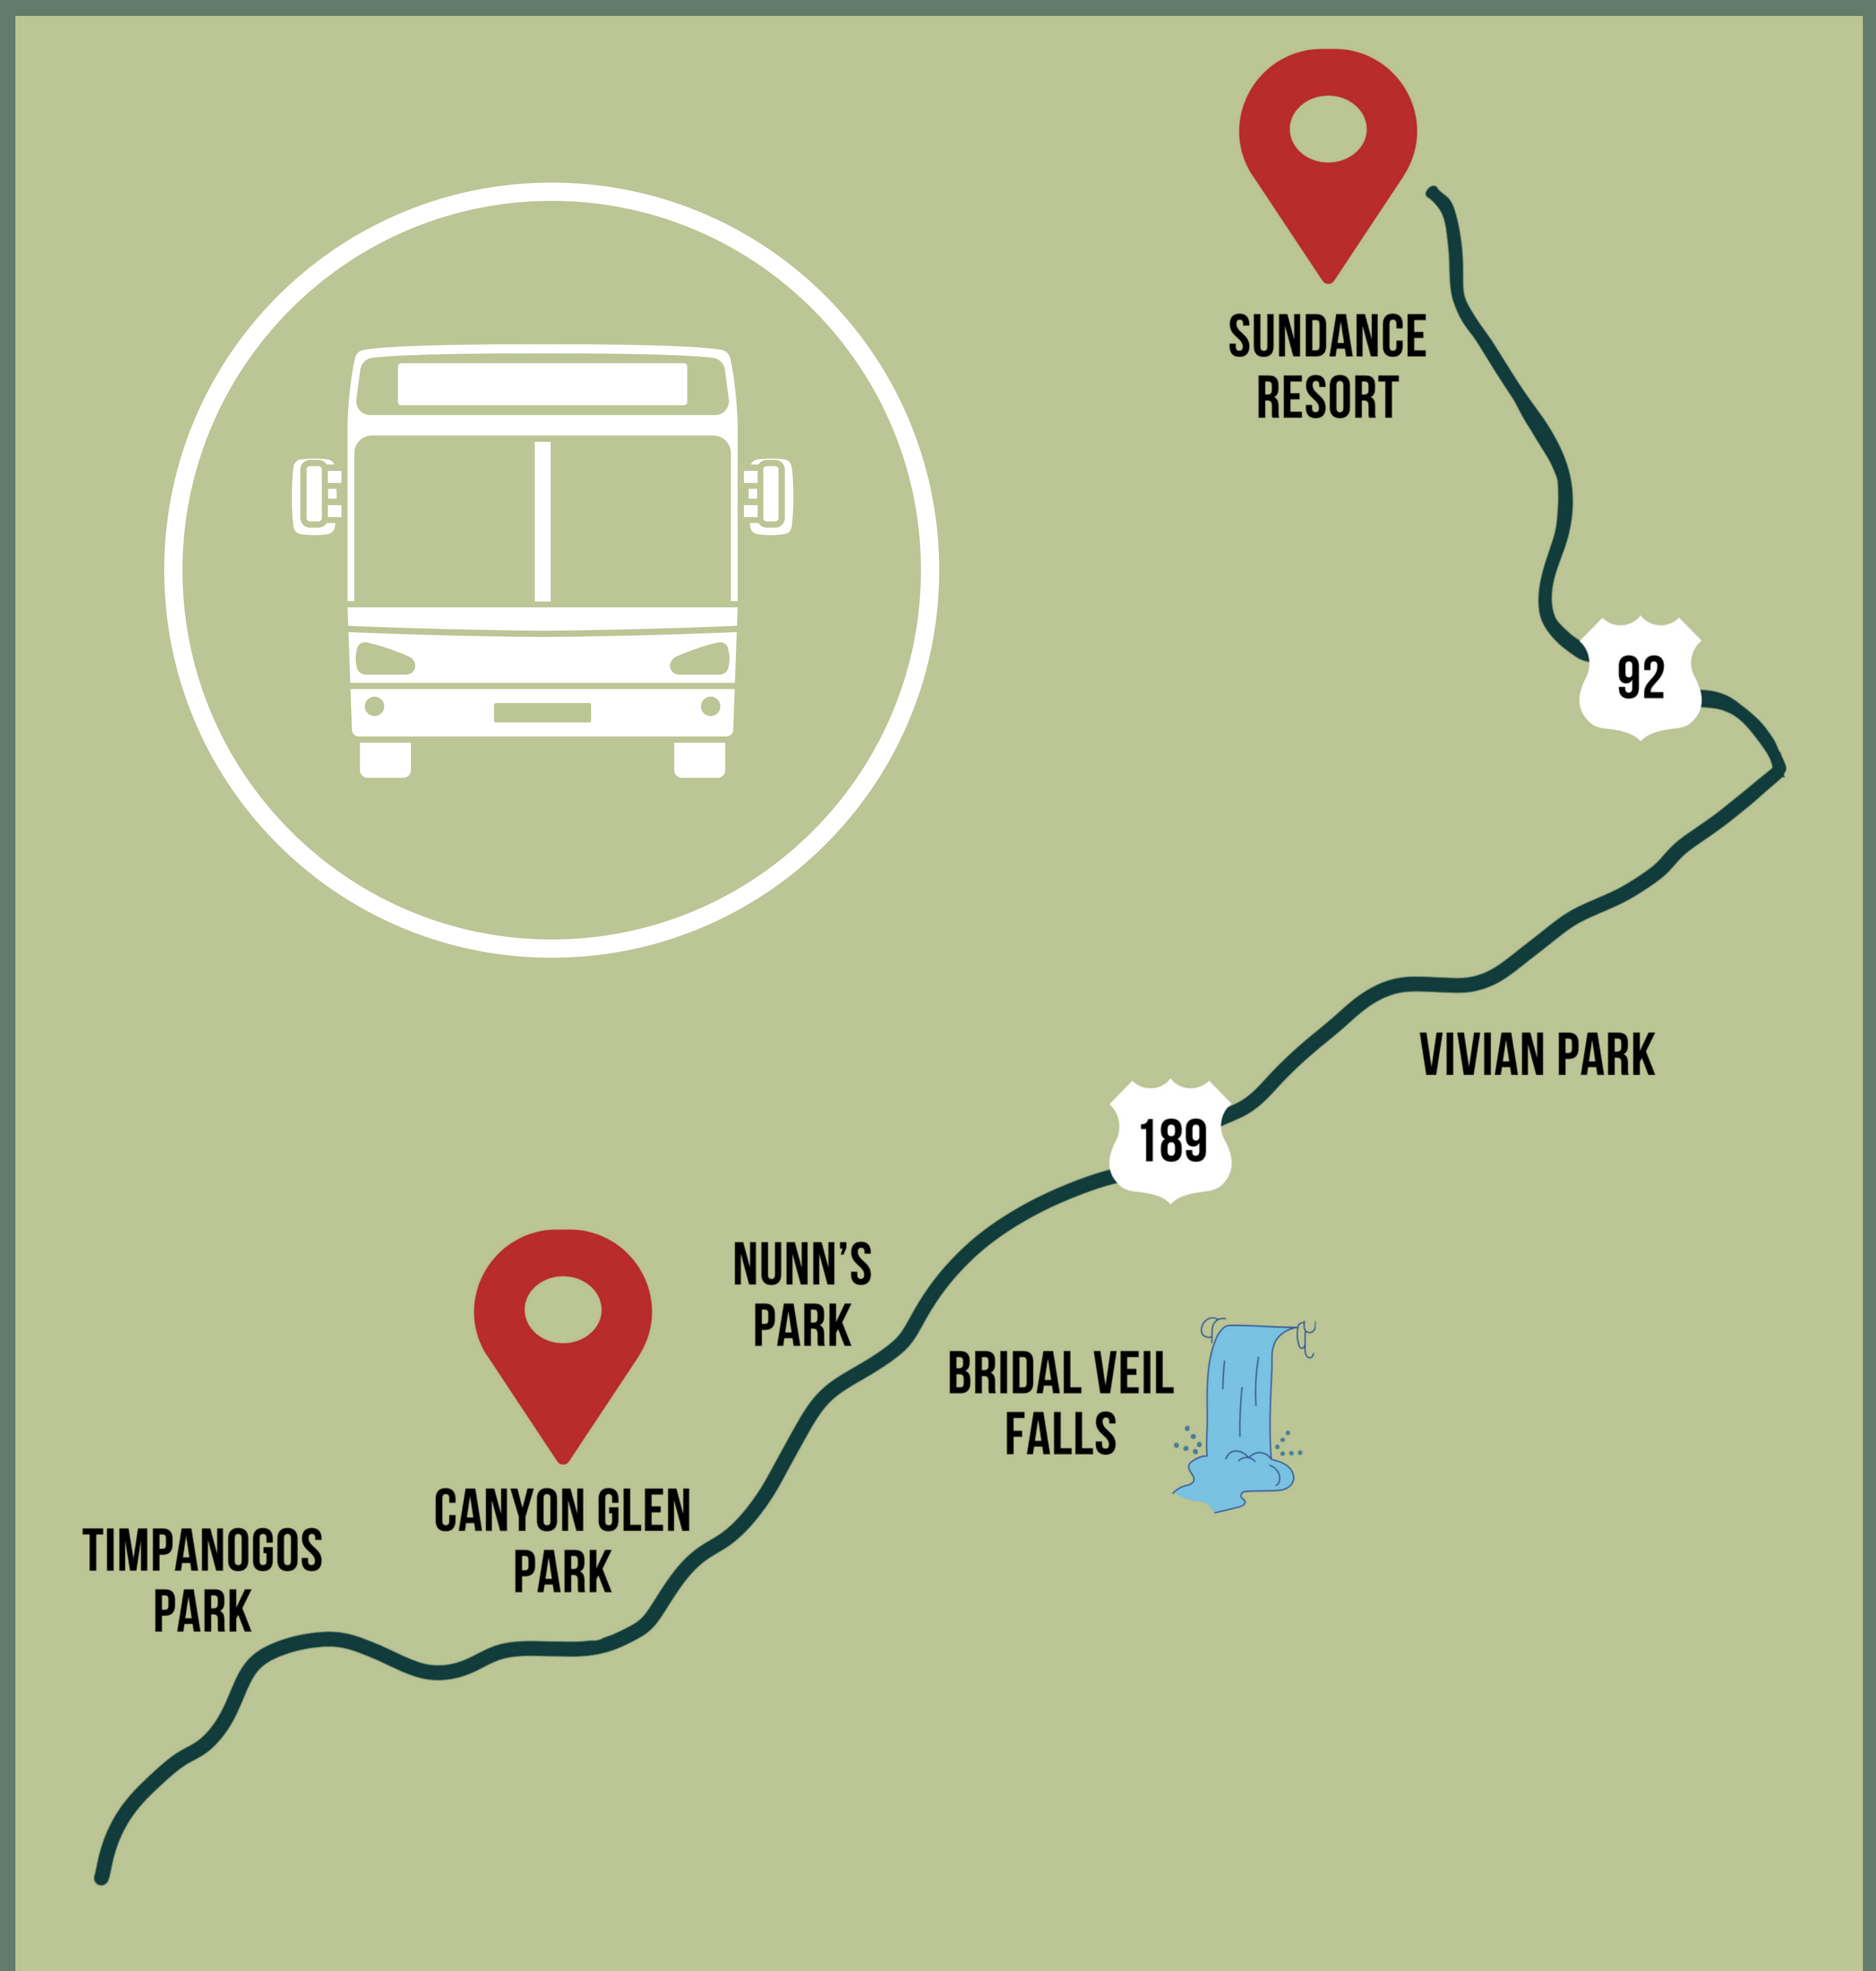 SUNDANCE
RESORT
92
VIVIAN PARK
189
NUNN'S
PARK
BRIDAL VEIL
FALLS
CANYON GLEN
PARK
TIMPANOGOS
PARK